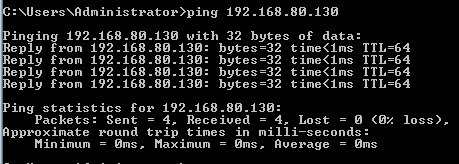 C:\Users\Administrator>ping 192.168.80.130
Pinging 192.168.80.130 with 32 bytes of data:
Reply from 192.168.80.130: bytes=32 time<1ms TTL=64
Reply from 192.168.80.130: bytes=32 time<1ms TTL=64
Reply from 192.168.80.130: bytes=32 time<1ms TTL=64
Reply from 192.168.80.130: bytes=32 time<1ms TTL=64
Ping statistics for 192.168.80.130:
Packets: Sent = 4, Received = 4, Lost = 0 (0% loss),
Approximate round trip times in milli-seconds:
Minimum = 0ms, Maximum = 0ms, Average = 0ms